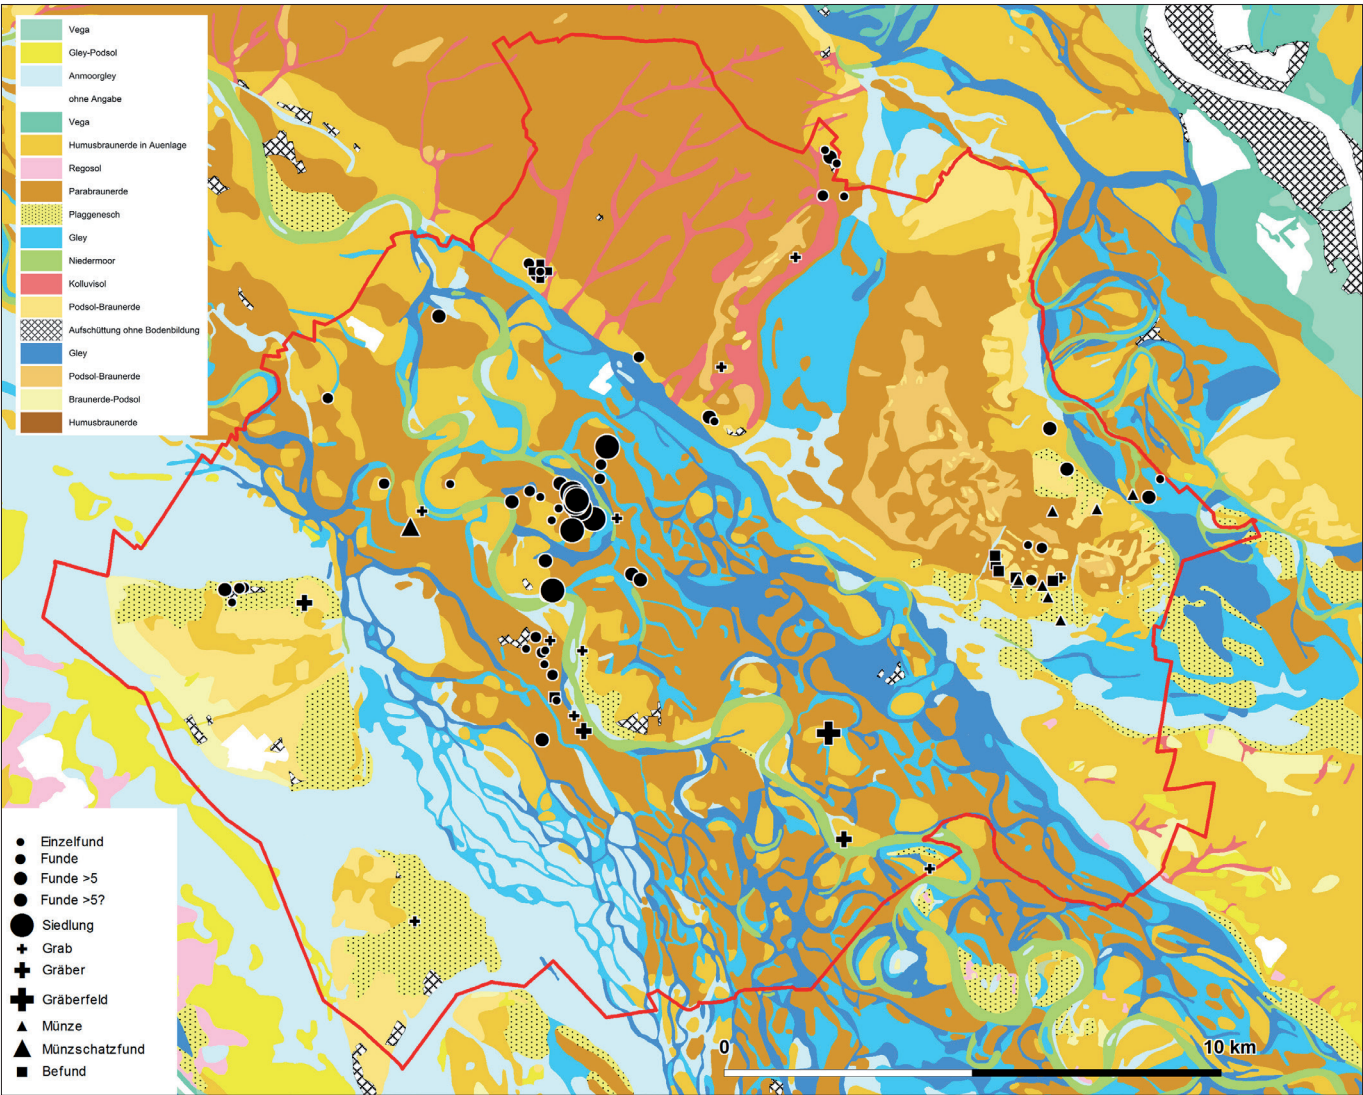 Vega
Gley-Podsol
Anmoorgley
ohne Angabe
Vega
Humusbraunerde in Auenlage
Regosol
Parabraunerde
Plaggenesch
Gley
Niedermoor
Kolluvisol
Podsol-Braunerde
Aufschüttung ohne Bodenbildung
Gley
Podsol-Braunerde
Braunerde-Podsol
Humusbraunerde
Einzelfund
Funde
Funde >5
Funde >5?
Siedlung
Grab
Gräber
Gräberfeld
Münze
Münzschatzfund
Befund
0 10 km